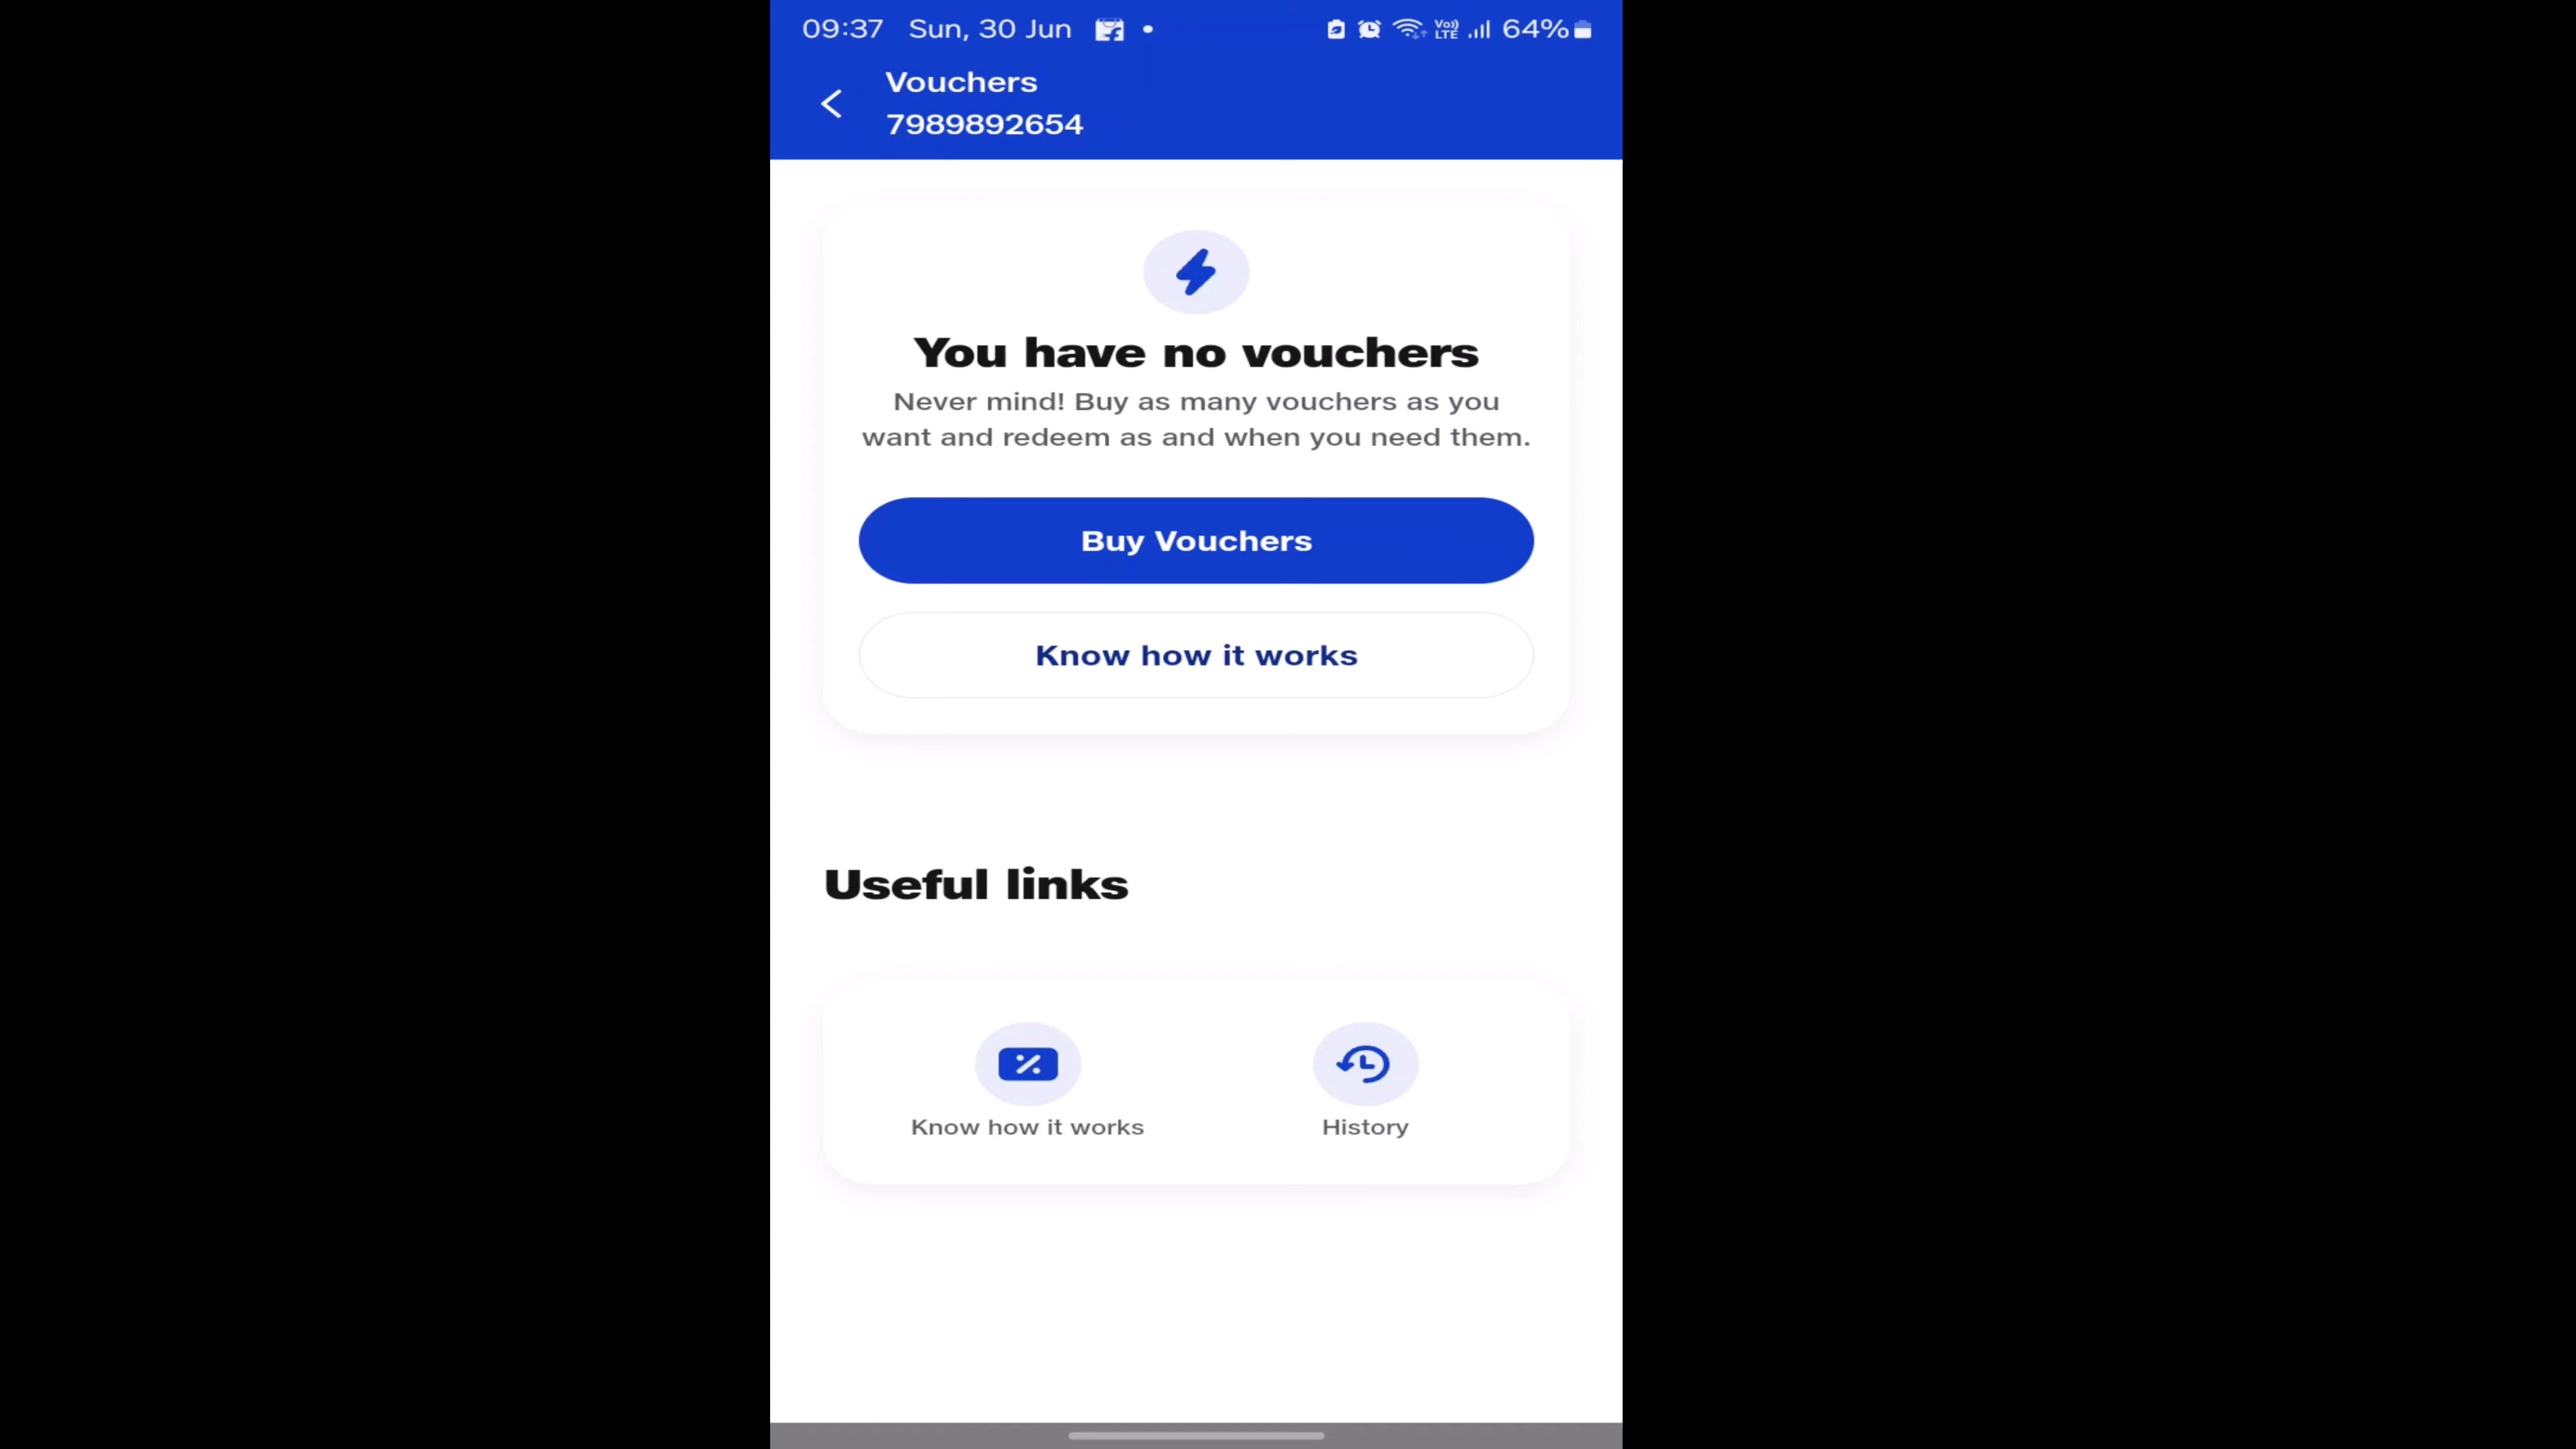 09:37 Sun, 30 Jun
Vo)) LTE 64%
Vouchers
7989892654
You have no vouchers
Never mind! Buy as many vouchers as you
want and redeem as and when you need them.
Buy Vouchers
Know how it works
Useful links
Know how it works
History